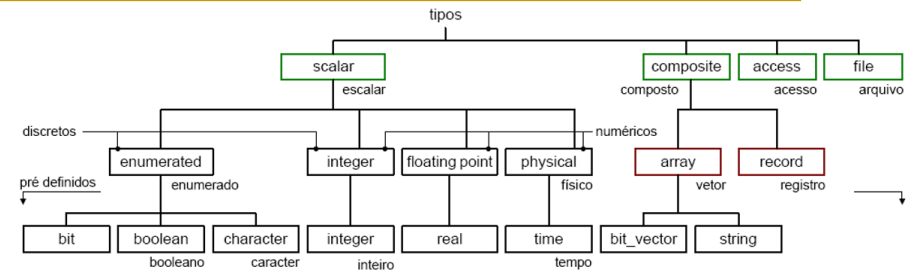 tipos
scalar
composite
access
file
escalar
composto
acesso
arquivo
discretos
numéricos
enumerated
integer
floating point
physical
array
record
pré definidos
enumerado
físico
vetor
registro
bit
boolean
character
integer
real
time
bit_vector
string
booleano
caracter
inteiro
tempo